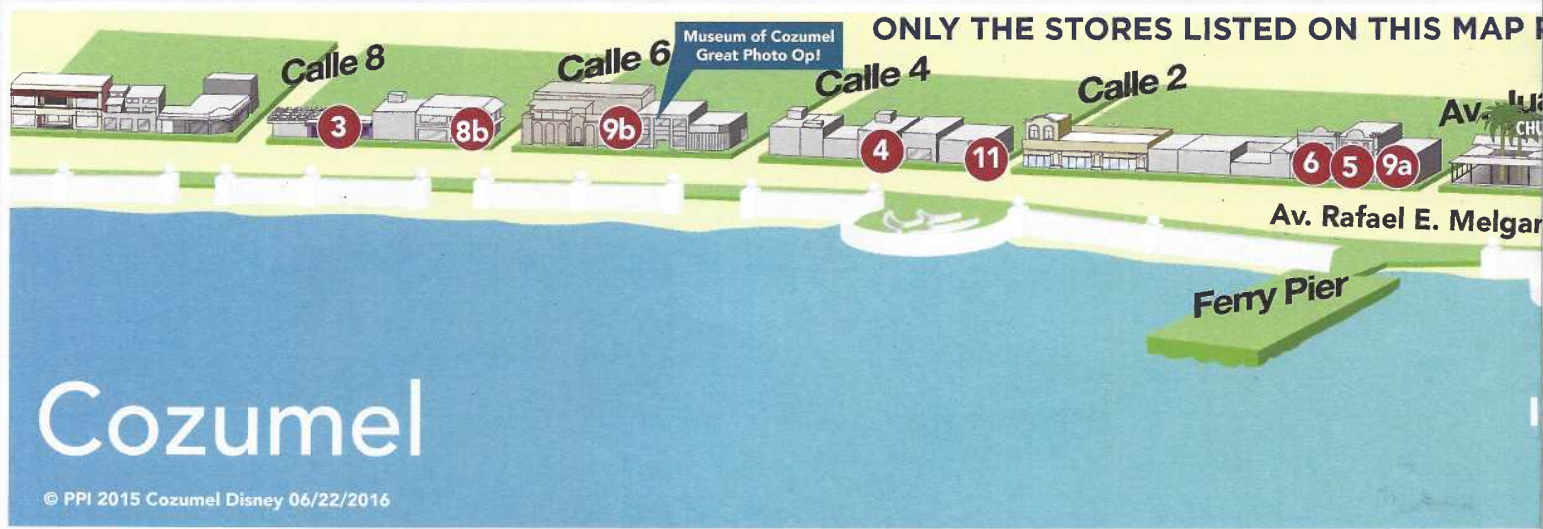 ONLY THE STORES LISTED ON THIS MAP
Museum of Cozumel
Great Photo Op!
Calle 8
Calle 6
Calle 4
Calle 2
Av.
3
8b
9b
4
11
6
5
9a
Av. Rafael E. Melgar
Ferry Pier
Cozumel
© PPI 2015 Cozumel Disney 06/22/2016